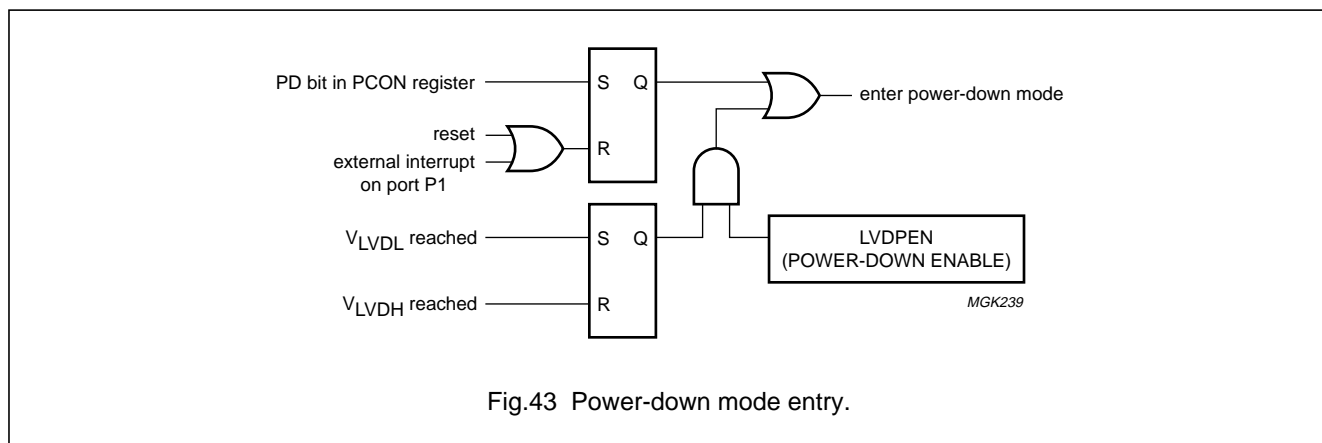 PD bit in PCON register
S Q
enter power-down mode
reset
R
external interrupt
on port P1
VLVDL reached
S Q
LVDPEN
(POWER-DOWN ENABLE)
VLVDH reached
R
MGK239
Fig.43 Power-down mode entry.